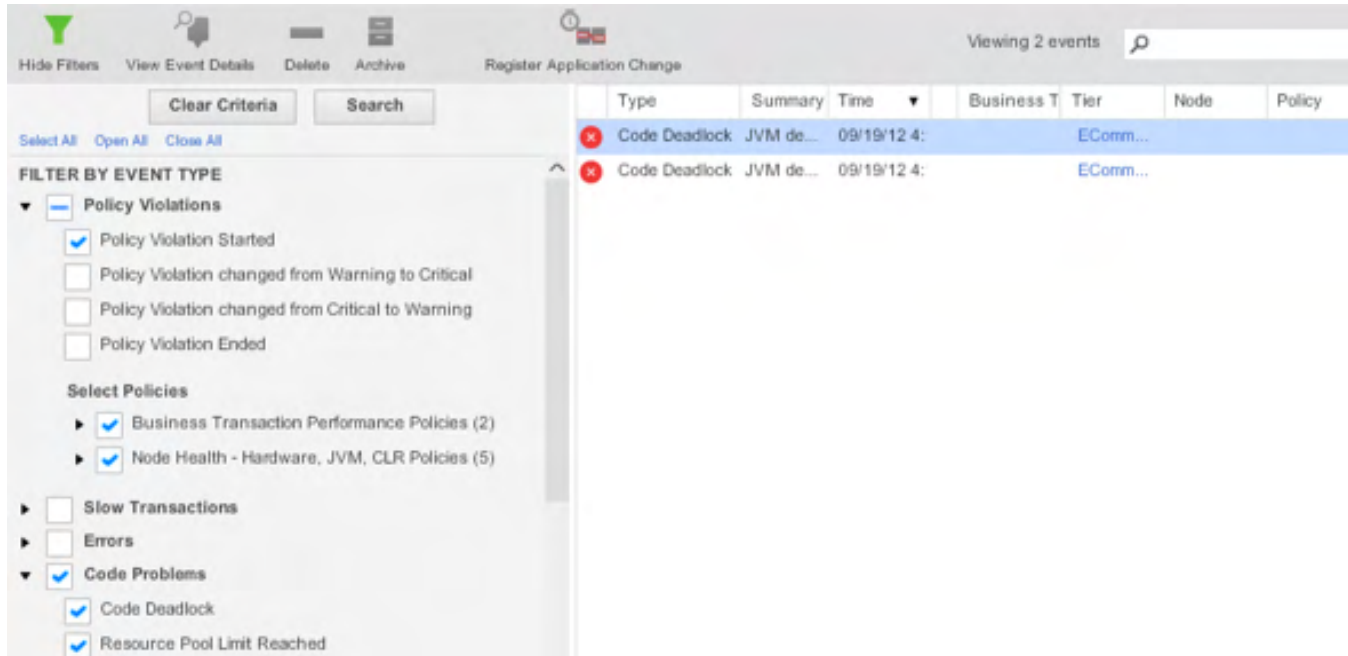 Hide Filters View Event Details Delete Archive Register Application Change Viewing 2 events
Clear Criteria Search
Select All Open All Close All
FILTER BY EVENT TYPE
Policy Violations
Policy Violation Started
Policy Violation changed from Warning to Critical
Policy Violation changed from Critical to Warning
Policy Violation Ended
Select Policies
Business Transaction Performance Policies (2)
Node Health - Hardware, JVM, CLR Policies (5)
Slow Transactions
Errors
Code Problems
Code Deadlock
Resource Pool Limit Reached
Type Summary Time Business T Tier Node Policy
Code Deadlock JVM de... 09/19/12 4: EComm...
Code Deadlock JVM de... 09/19/12 4: EComm...